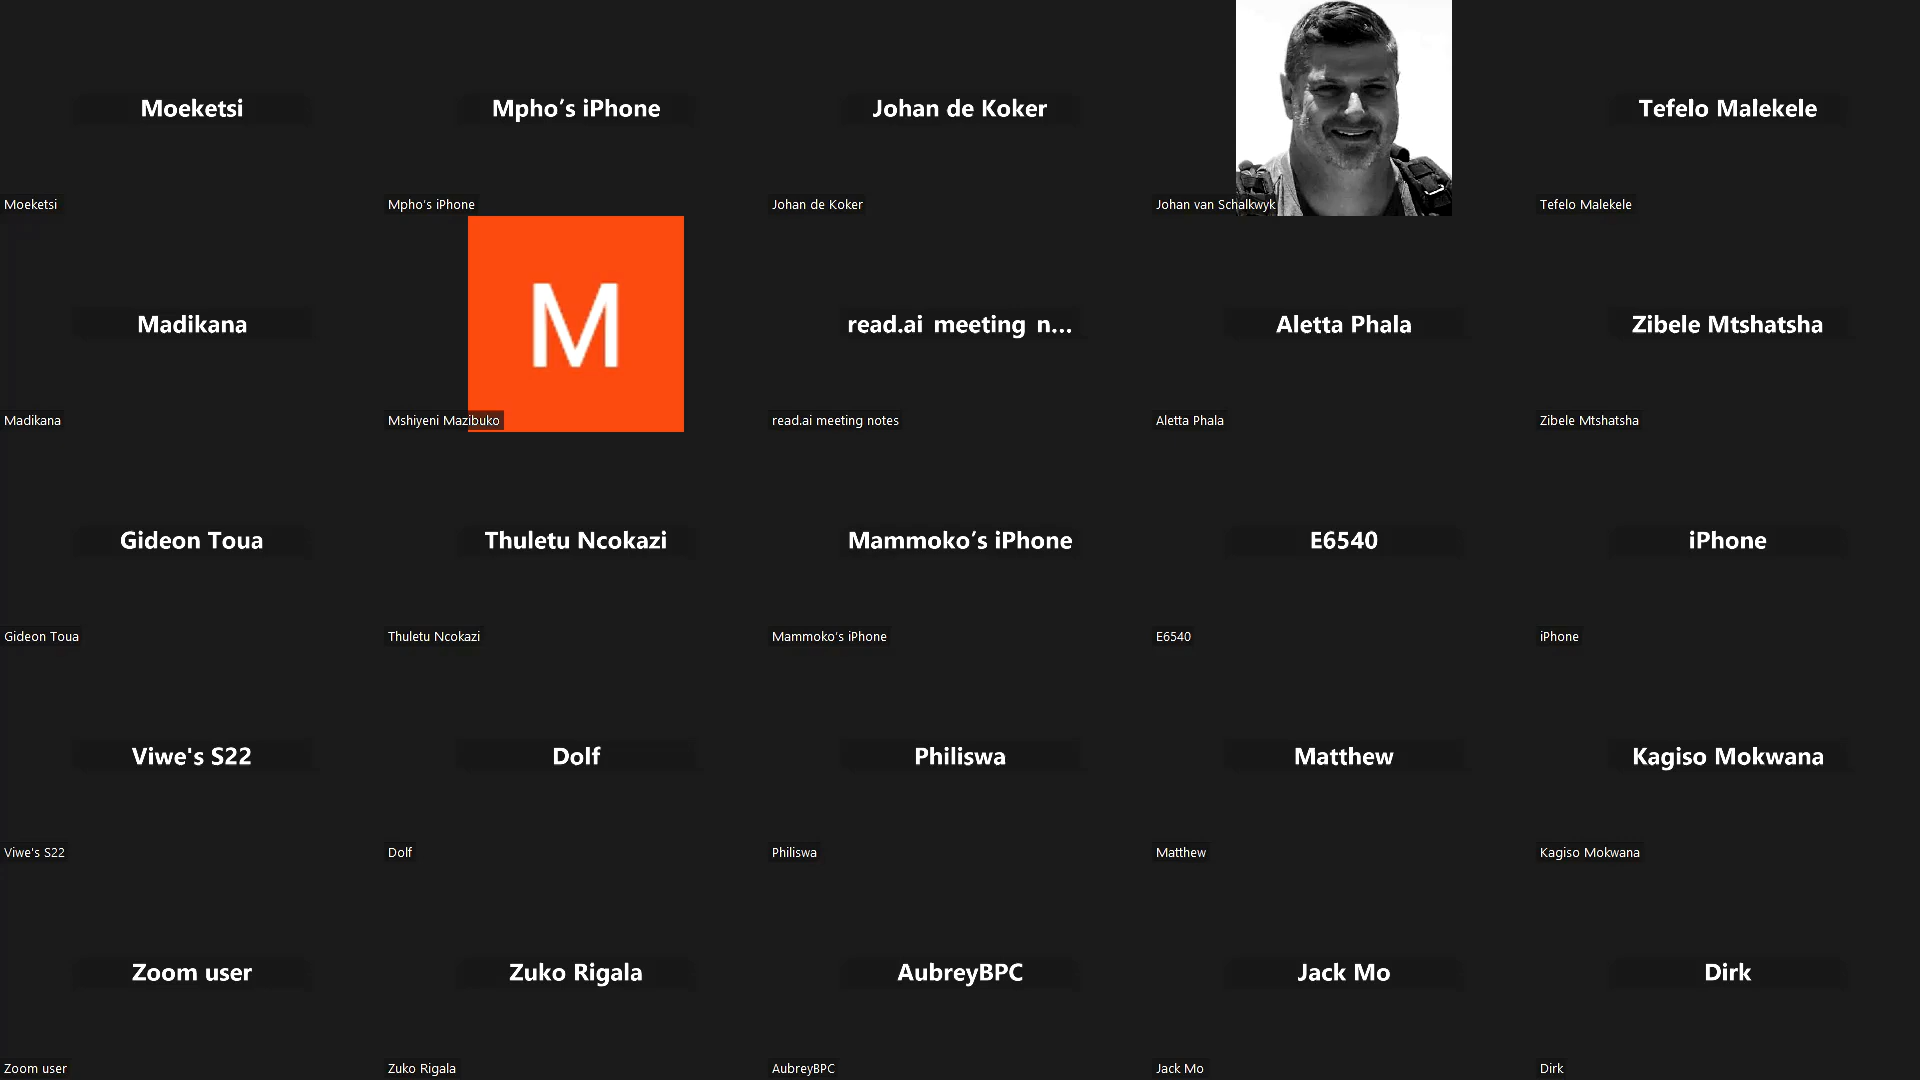 Moeketsi
Mpho’s iPhone
Johan de Koker
Tefelo Malekele
Moeketsi
Mpho's iPhone
Johan de Koker
Johan van Schalkwyk
Tefelo Malekele
Madikana
M
read.ai meeting n...
Aletta Phala
Zibele Mtshatsha
Madikana
Mshiyeni Mazibuko
read.ai meeting notes
Aletta Phala
Zibele Mtshatsha
Gideon Toua
Thuletu Ncokazi
Mammoko’s iPhone
E6540
iPhone
Gideon Toua
Thuletu Ncokazi
Mammoko’s iPhone
E6540
iPhone
Viwe's S22
Dolf
Philiswa
Matthew
Kagiso Mokwana
Viwe's S22
Dolf
Philiswa
Matthew
Kagiso Mokwana
Zoom user
Zuko Rigala
AubreyBPC
Jack Mo
Dirk
Zoom user
Zuko Rigala
AubreyBPC
Jack Mo
Dirk